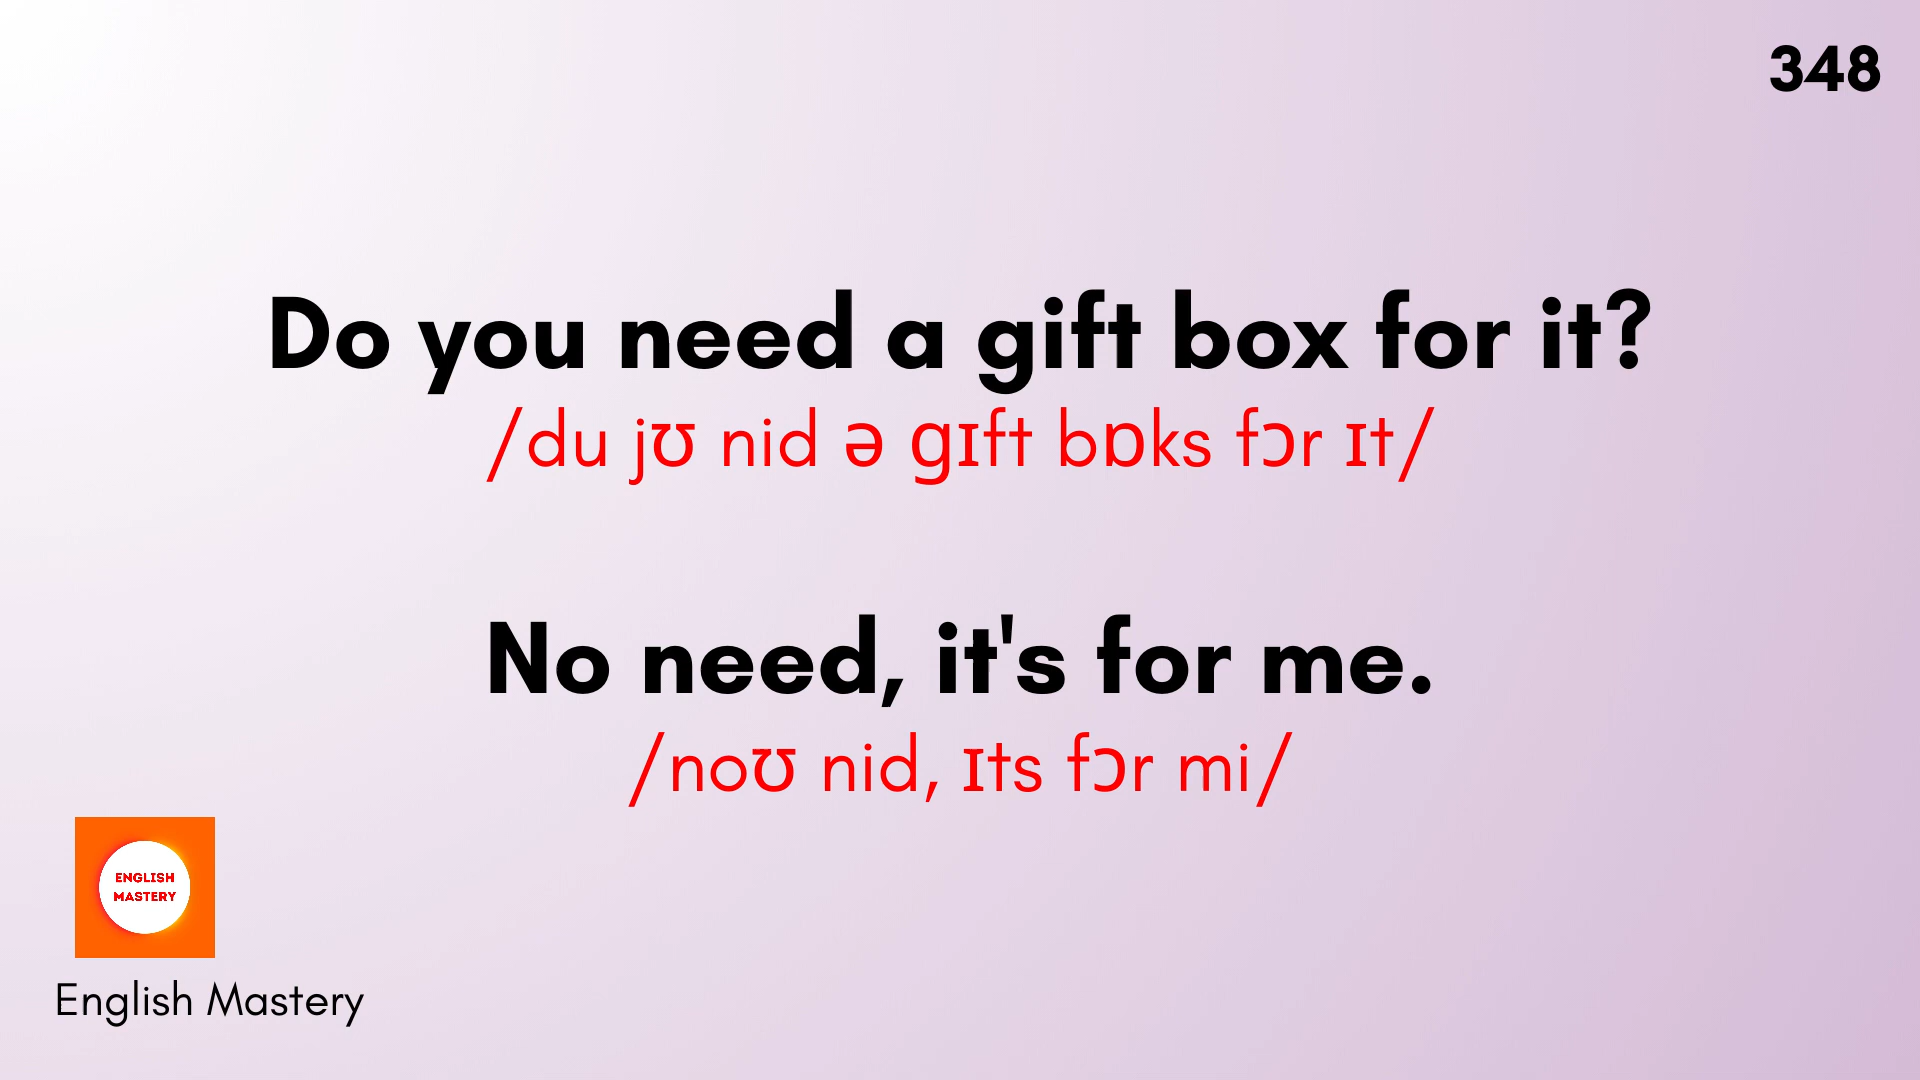 348
Do you need a gift box for it?
/du jʊ nid ə gɪft bɒks fɔr ɪt/
No need, it's for me.
/noʊ nid, ɪts fɔr mi/
ENGLISH
MASTERY
English Mastery